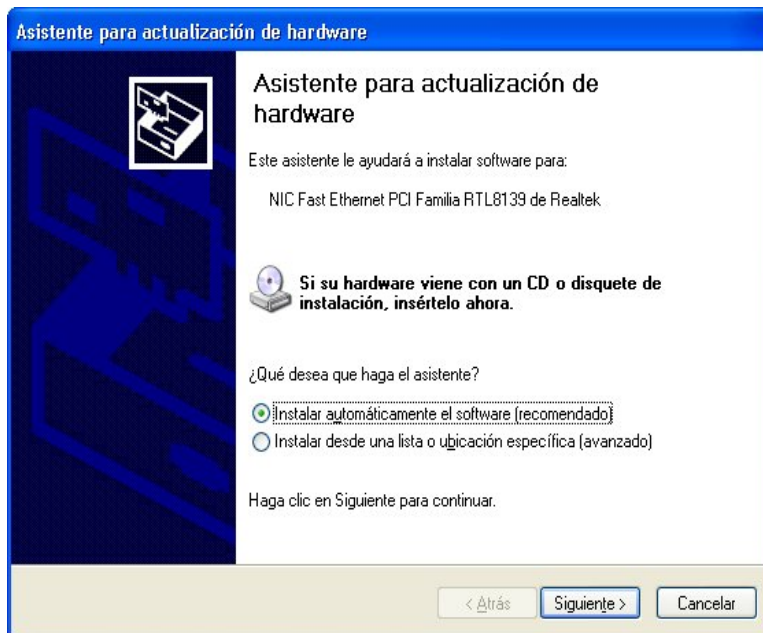 Asistente para actualización de hardware
Asistente para actualización de
hardware
Este asistente le ayudará a instalar software para:
NIC Fast Ethernet PCI Familia RTL8139 de Realtek
Si su hardware viene con un CD o disquete de
instalación, insértelo ahora.
¿Qué desea que haga el asistente?
Instalar automáticamente el software (recomendado)
Instalar desde una lista o ubicación específica (avanzado)
Haga clic en Siguiente para continuar.
< Atrás Siguiente > Cancelar